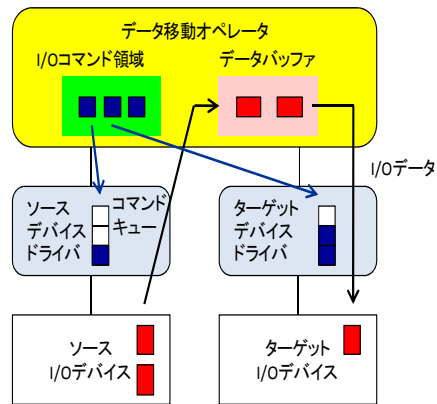 データ移動オペレータ
I/Oコマンド領域
データバッファ
I/Oデータ
ソース
デバイス
ドライバ
コマンド
キュー
ターゲット
デバイス
ドライバ
ソース
I/Oデバイス
ターゲット
I/Oデバイス